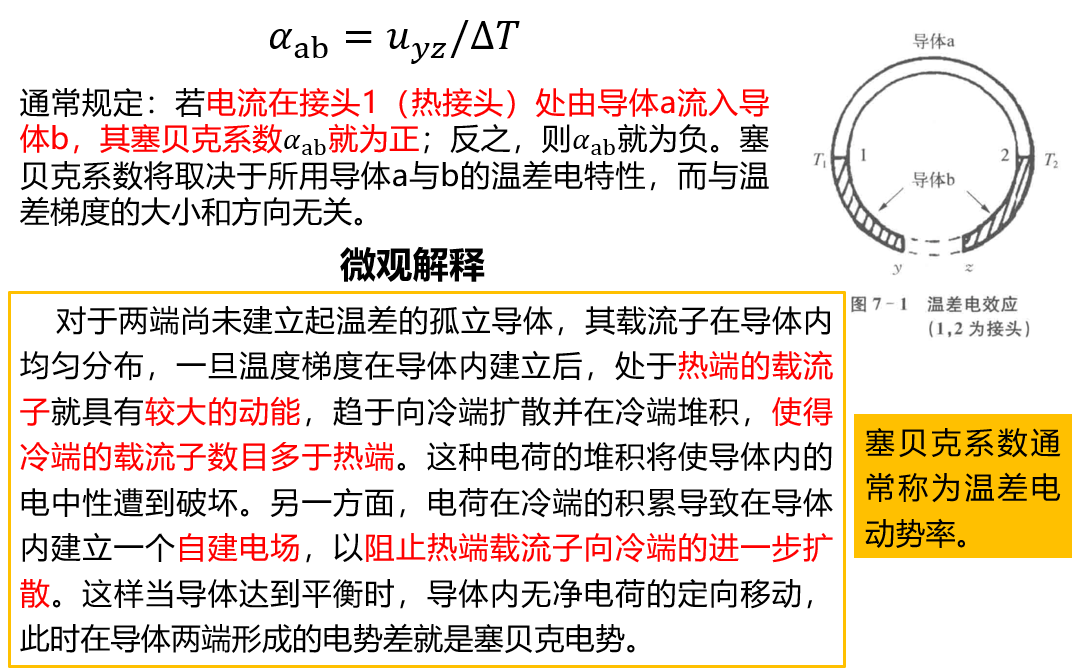 α_ab = u_yz/ΔT
通常规定：若电流在接头1（热接头）处由导体a流入导
体b，其塞贝克系数α_ab就为正；反之，则α_ab就为负。塞
贝克系数将取决于所用导体a与b的温差电特性，而与温
差梯度的大小和方向无关。
导体a
T₁
1
2
T₂
导体b
y
z
图 7-1 温差电效应
(1,2 为接头)
微观解释
对于两端尚未建立起温差的孤立导体，其载流子在导体内
均匀分布，一旦温度梯度在导体内建立后，处于热端的载流
子就具有较大的动能，趋于向冷端扩散并在冷端堆积，使得
冷端的载流子数目多于热端。这种电荷的堆积将使导体内的
电中性遭到破坏。另一方面，电荷在冷端的积累导致在导体
内建立一个自建电场，以阻止热端载流子向冷端的进一步扩
散。这样当导体达到平衡时，导体内无净电荷的定向移动，
此时在导体两端形成的电势差就是塞贝克电势。
塞贝克系数通
常称为温差电
动势率。